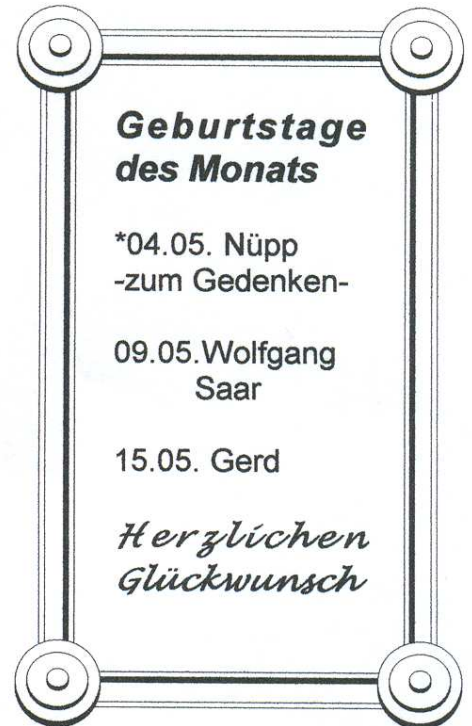 Geburtstage
des Monats
*04.05. Nüpp
-zum Gedenken-
09.05.Wolfgang
Saar
15.05. Gerd
Herzlichen
Glückwunsch